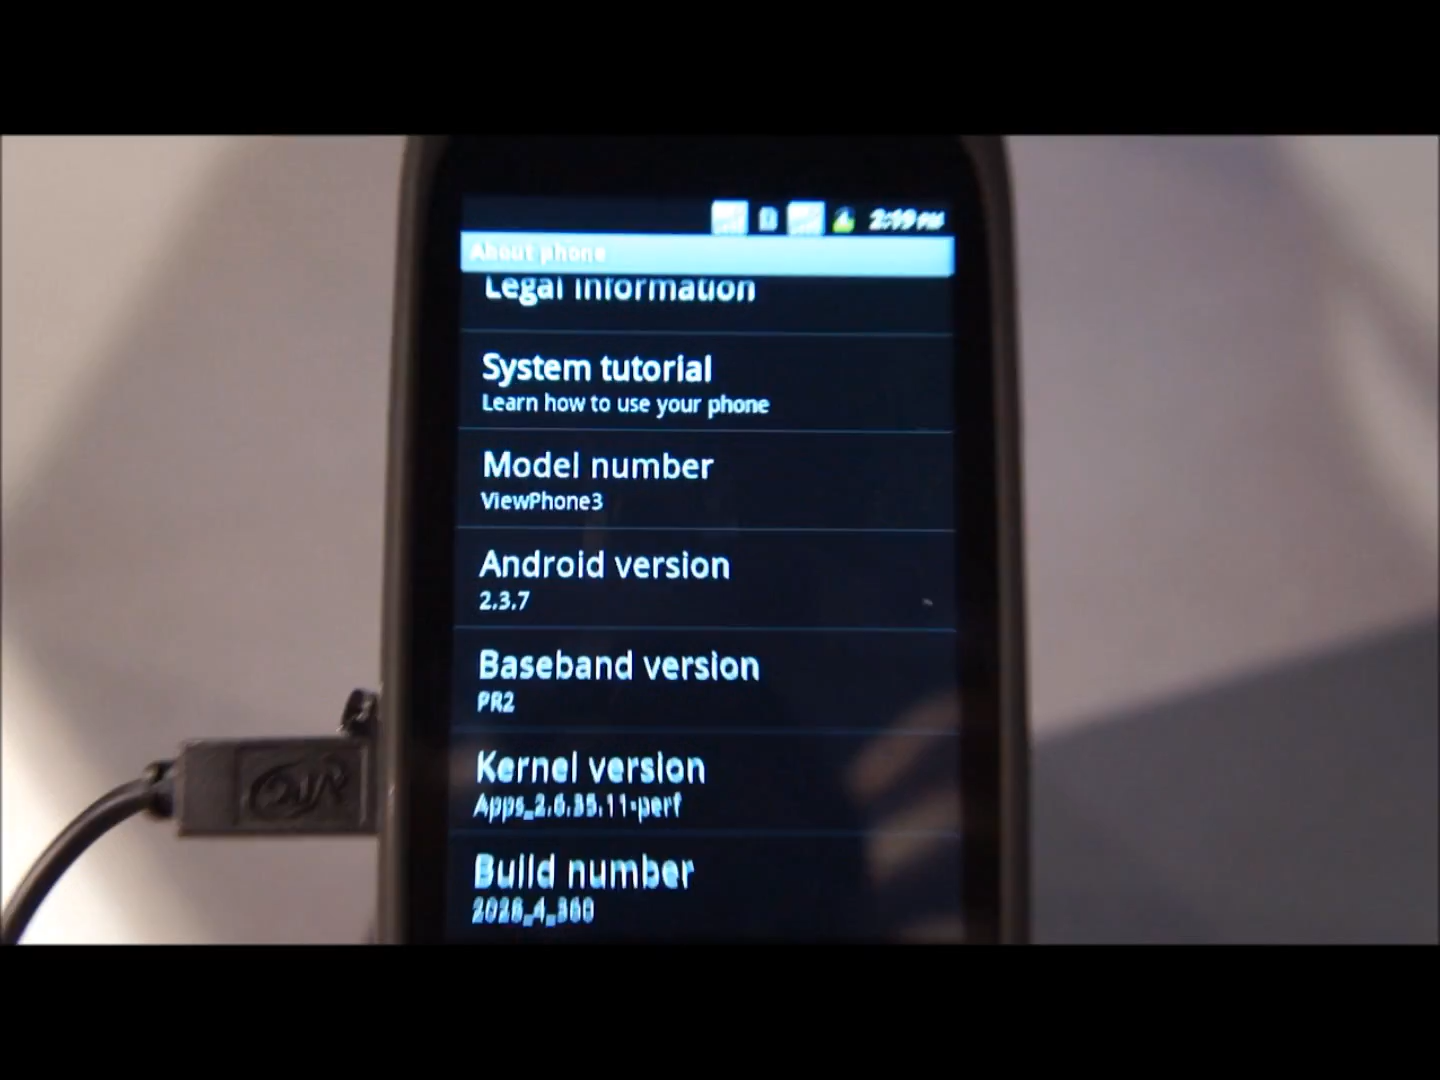 2:19 PM
About phone
Legal information
System tutorial
Learn how to use your phone
Model number
ViewPhone3
Android version
2.3.7
Baseband version
PR2
Kernel version
Apps_2.6.35.11-perf
Build number
2028_4_360